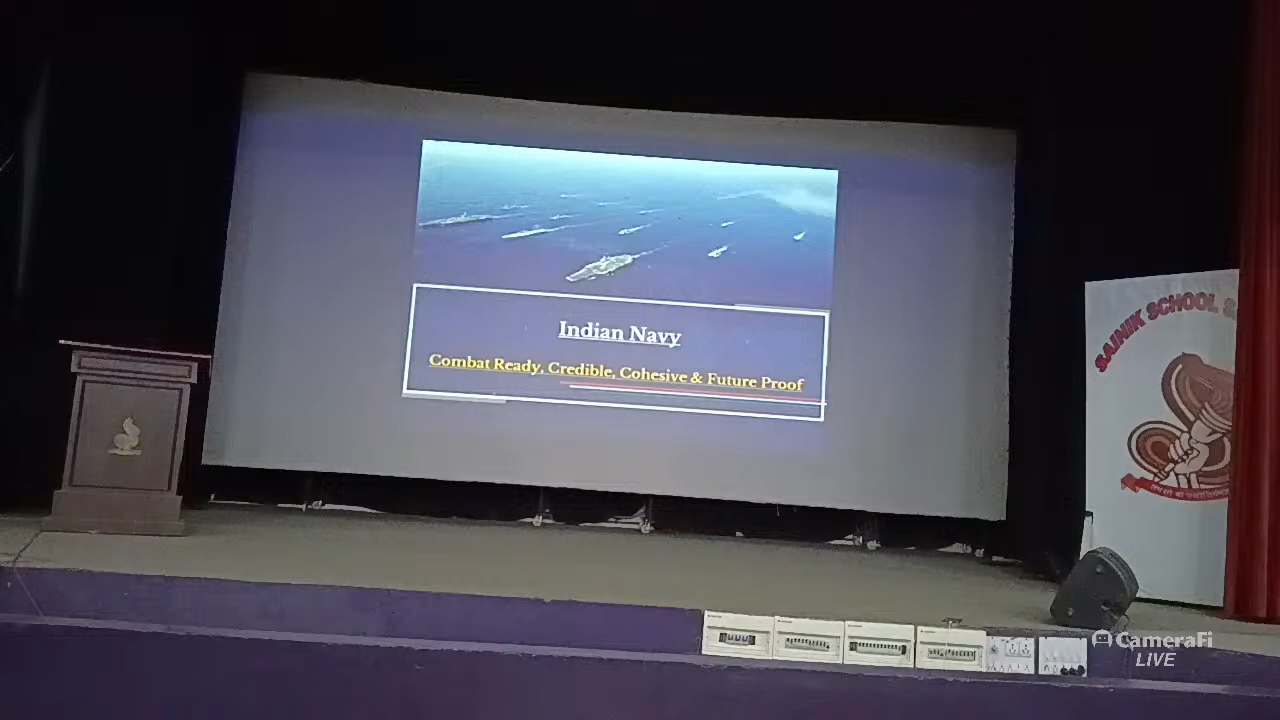 Indian Navy
Combat Ready, Credible, Cohesive & Future Proof
SAINIK SCHOOL
CameraFi
LIVE